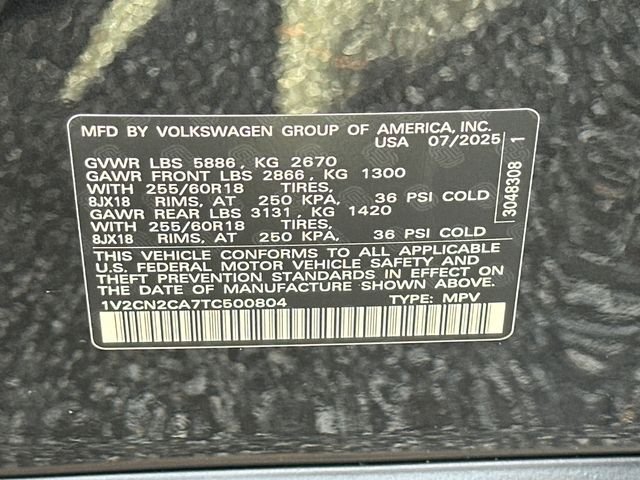 MFD BY VOLKSWAGEN GROUP OF AMERICA, INC.
USA 07/2025
GVWR LBS 5886, KG 2670
GAWR FRONT LBS 2866, KG 1300
WITH 255/60R18 TIRES,
8JX18 RIMS, AT 250 KPA, 36 PSI COLD
GAWR REAR LBS 3131, KG 1420
WITH 255/60R18 TIRES,
8JX18 RIMS, AT 250 KPA, 36 PSI COLD
THIS VEHICLE CONFORMS TO ALL APPLICABLE
U.S. FEDERAL MOTOR VEHICLE SAFETY AND
THEFT PREVENTION STANDARDS IN EFFECT ON
THE DATE OF MANUFACTURE SHOWN ABOVE.
1V2CN2CA7TC500804 TYPE: MPV
3048308 1